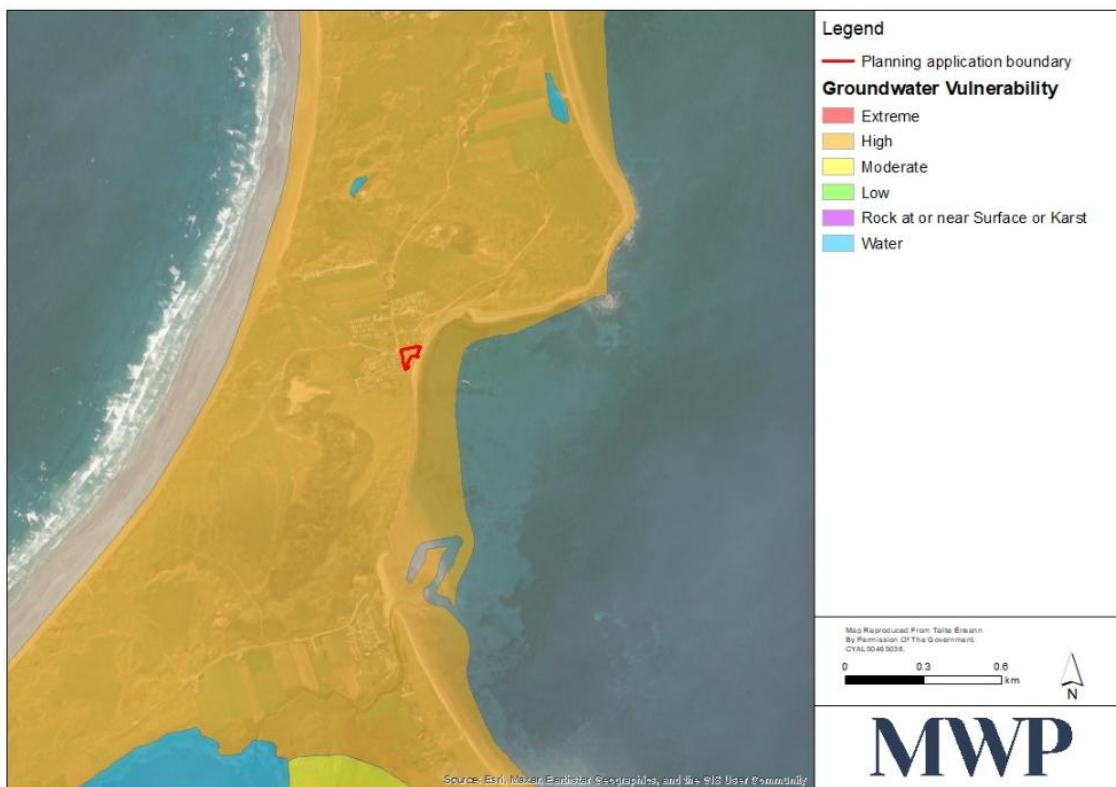 Legend
Planning application boundary
Groundwater Vulnerability
Extreme
High
Moderate
Low
Rock at or near Surface or Karst
Water
Map Reproduced From Tailte Éireann
By Permission Of The Government.
CYAL50465038.
0 0.3 0.6
km
N
MWP
Source: Esri, Maxar, Earthstar Geographics, and the GIS User Community